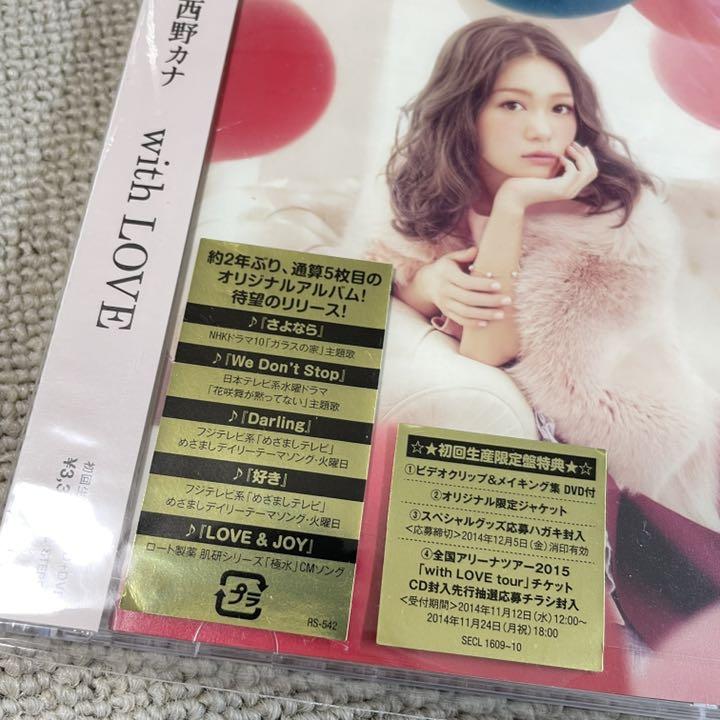 西野カナ
with LOVE
約2年ぶり、通算5枚目の
オリジナルアルバム!
待望のリリース!
♪『さよなら』
NHKドラマ10「ガラスの家」主題歌
♪『We Don't Stop』
日本テレビ系水曜ドラマ
「花咲舞が黙ってない」主題歌
♪『Darling』
フジテレビ系「めざましテレビ」
めざましデイリーテーマソング・火曜日
♪『好き』
フジテレビ系「めざましテレビ」
めざましデイリーテーマソング・火曜日
♪『LOVE & JOY』
ロート製薬 肌研シリーズ「極水」CMソング
プラ
RS-542
☆★初回生産限定盤特典★☆
①ビデオクリップ&メイキング集 DVD付
②オリジナル限定ジャケット
③スペシャルグッズ応募ハガキ封入
<応募締切>2014年12月5日(金)消印有効
④全国アリーナツアー2015
「with LOVE tour」チケット
CD封入先行抽選応募チラシ封入
<受付期間>2014年11月12日(水)12:00~
2014年11月24日(月祝)18:00
SECL 1609~10